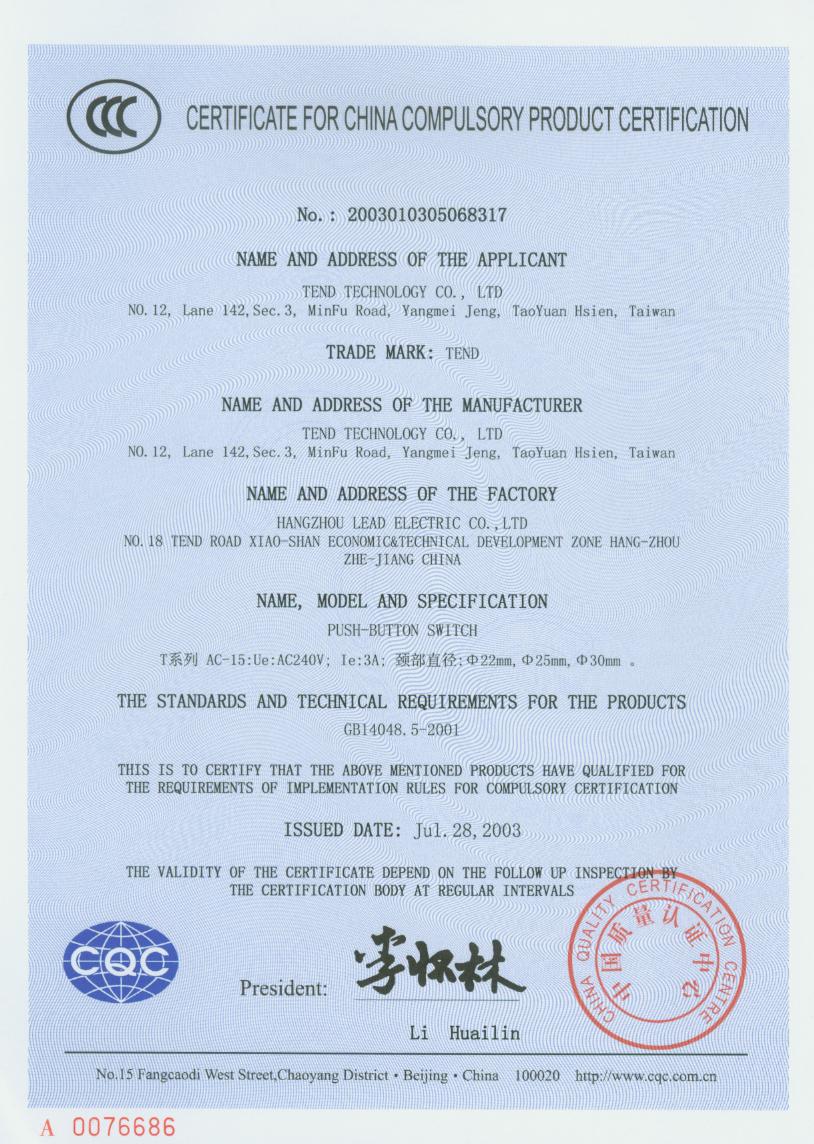 CCC
CERTIFICATE FOR CHINA COMPULSORY PRODUCT CERTIFICATION
No.: 2003010305068317
NAME AND ADDRESS OF THE APPLICANT
TEND TECHNOLOGY CO., LTD
NO.12, Lane 142,Sec.3, MinFu Road, Yangmei Jeng, TaoYuan Hsien, Taiwan
TRADE MARK: TEND
NAME AND ADDRESS OF THE MANUFACTURER
TEND TECHNOLOGY CO., LTD
NO.12, Lane 142,Sec.3, MinFu Road, Yangmei Jeng, TaoYuan Hsien, Taiwan
NAME AND ADDRESS OF THE FACTORY
HANGZHOU LEAD ELECTRIC CO.,LTD
NO.18 TEND ROAD XIAO-SHAN ECONOMIC&TECHNICAL DEVELOPMENT ZONE HANG-ZHOU
ZHE-JIANG CHINA
NAME, MODEL AND SPECIFICATION
PUSH-BUTTON SWITCH
T系列 AC-15:Ue:AC240V; Ie:3A; 颈部直径:Φ22mm,Φ25mm,Φ30mm 。
THE STANDARDS AND TECHNICAL REQUIREMENTS FOR THE PRODUCTS
GB14048.5-2001
THIS IS TO CERTIFY THAT THE ABOVE MENTIONED PRODUCTS HAVE QUALIFIED FOR
THE REQUIREMENTS OF IMPLEMENTATION RULES FOR COMPULSORY CERTIFICATION
ISSUED DATE: Jul.28,2003
THE VALIDITY OF THE CERTIFICATE DEPEND ON THE FOLLOW UP INSPECTION BY
THE CERTIFICATION BODY AT REGULAR INTERVALS
CHINA QUALITY CERTIFICATION CENTRE
中国质量认证中心
CQC
President: 李怀林
Li Huailin
No.15 Fangcaodi West Street,Chaoyang District·Beijing·China 100020 http://www.cqc.com.cn
A 0076686